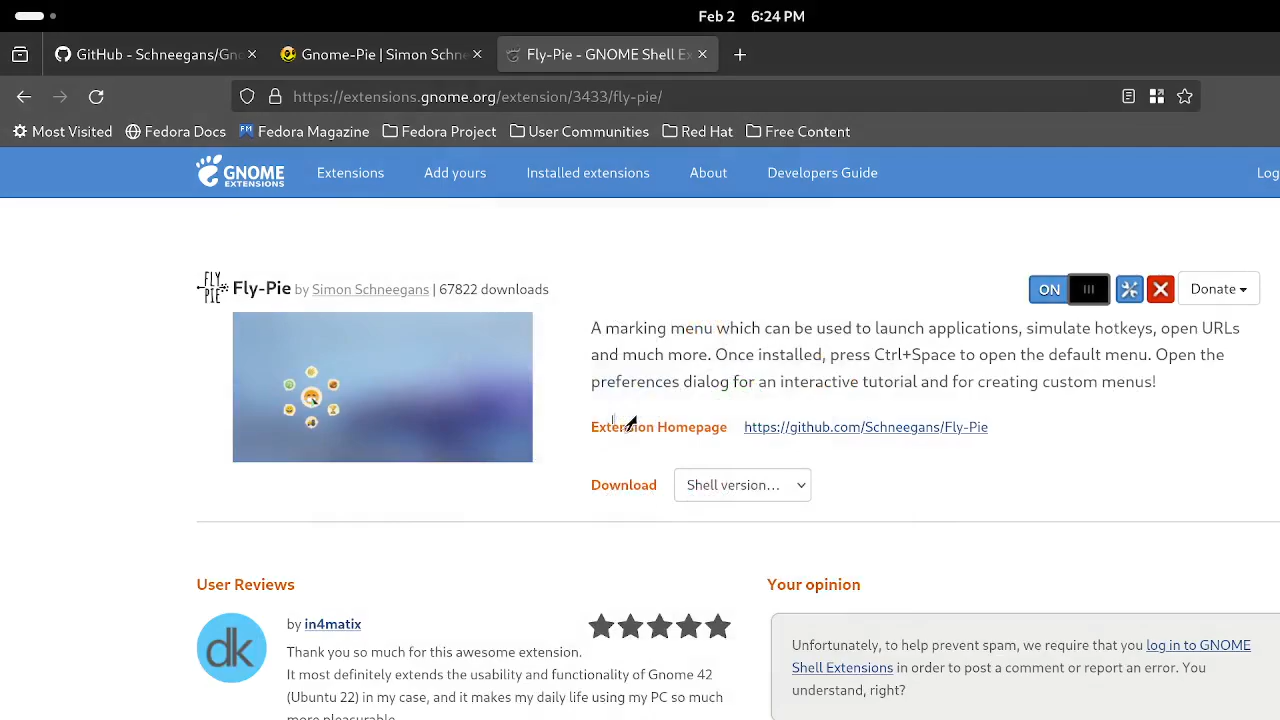 Feb 2 6:24 PM
GitHub - Schneegans/Gno
Gnome-Pie | Simon Schne
Fly-Pie - GNOME Shell Ex
https://extensions.gnome.org/extension/3433/fly-pie/
Most Visited Fedora Docs Fedora Magazine Fedora Project User Communities Red Hat Free Content
GNOME EXTENSIONS
Extensions Add yours Installed extensions About Developers Guide Log
FLY PIE
Fly-Pie by Simon Schneegans | 67822 downloads
ON
Donate
A marking menu which can be used to launch applications, simulate hotkeys, open URLs
and much more. Once installed, press Ctrl+Space to open the default menu. Open the
preferences dialog for an interactive tutorial and for creating custom menus!
Extension Homepage https://github.com/Schneegans/Fly-Pie
Download Shell version...
User Reviews
dk
by in4matix
Thank you so much for this awesome extension.
It most definitely extends the usability and functionality of Gnome 42
(Ubuntu 22) in my case, and it makes my daily life using my PC so much
more pleasurable.
Your opinion
Unfortunately, to help prevent spam, we require that you log in to GNOME
Shell Extensions in order to post a comment or report an error. You
understand, right?